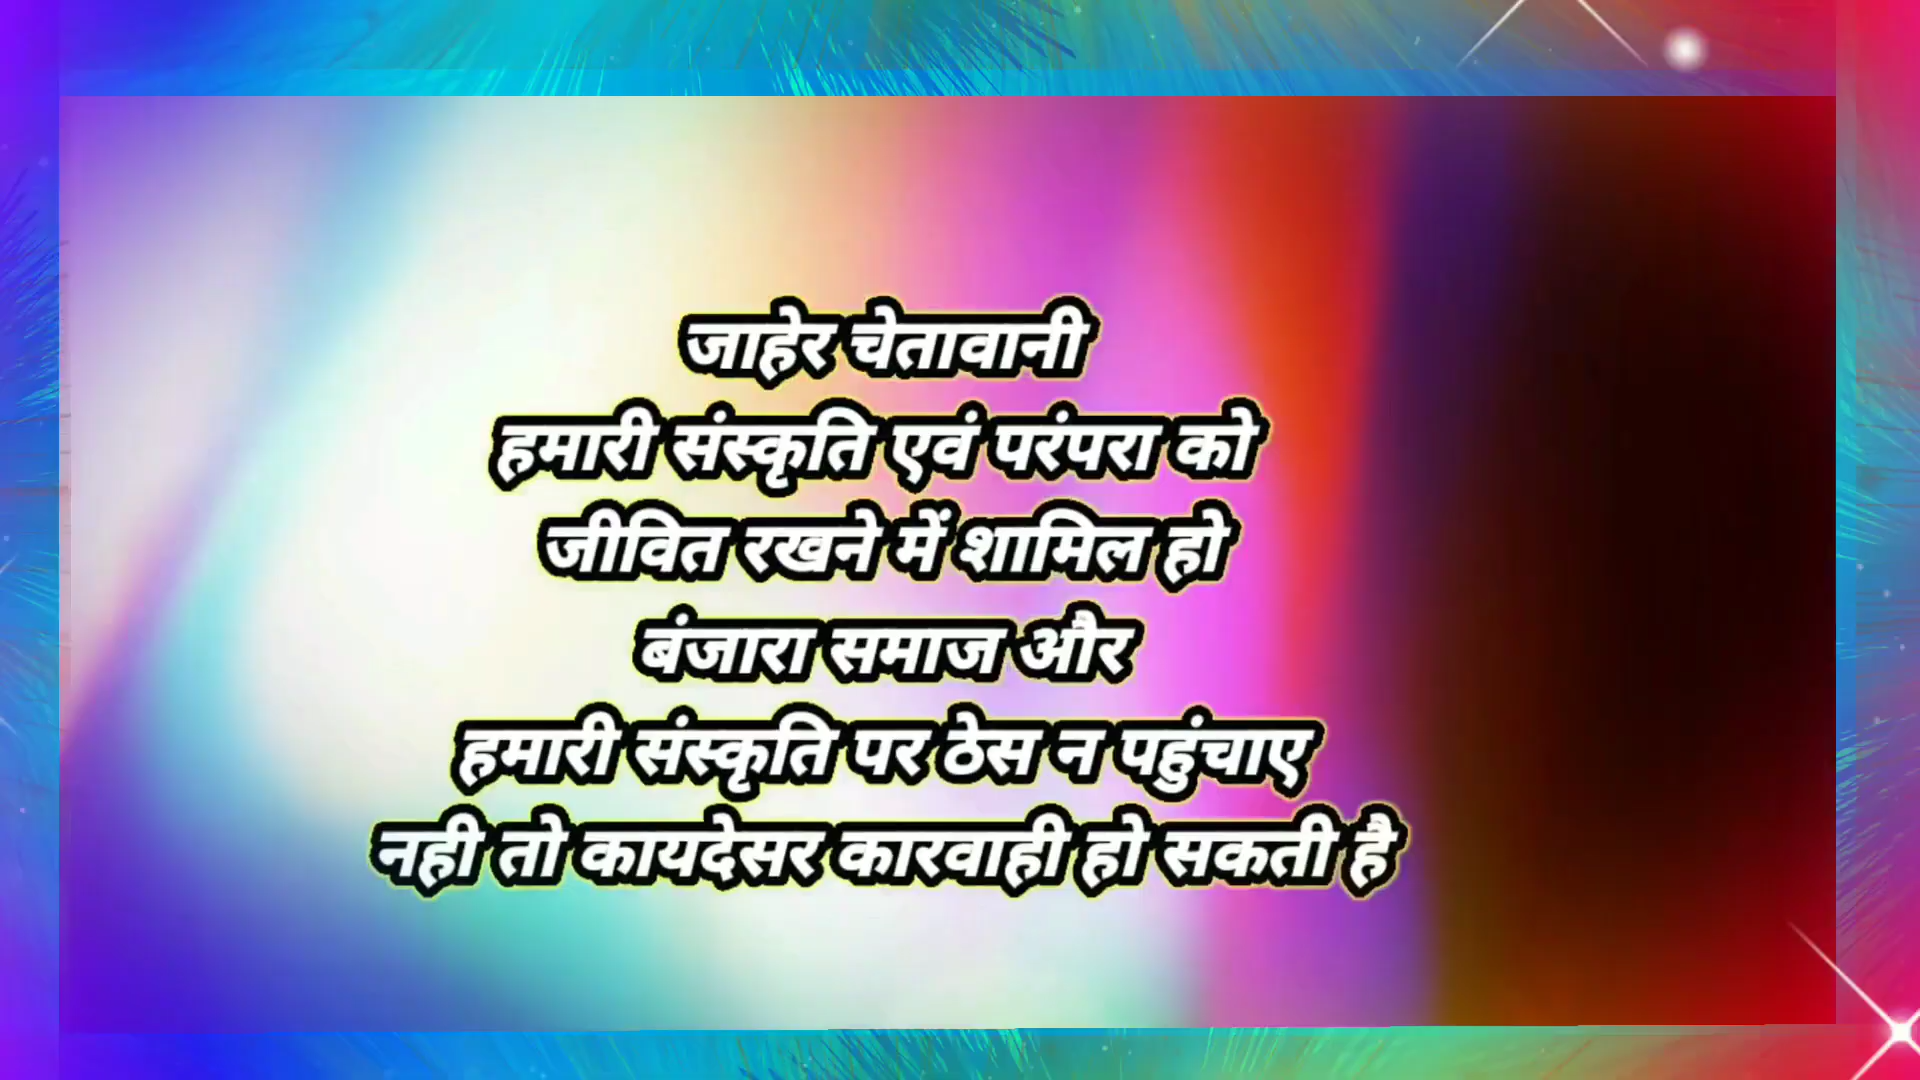 जाहेर चेतावानी
हमारी संस्कृति एवं परंपरा को
जीवित रखने में शामिल हो
बंजारा समाज और
हमारी संस्कृति पर ठेस न पहुंचाए
नही तो कायदेसर कारवाही हो सकती है